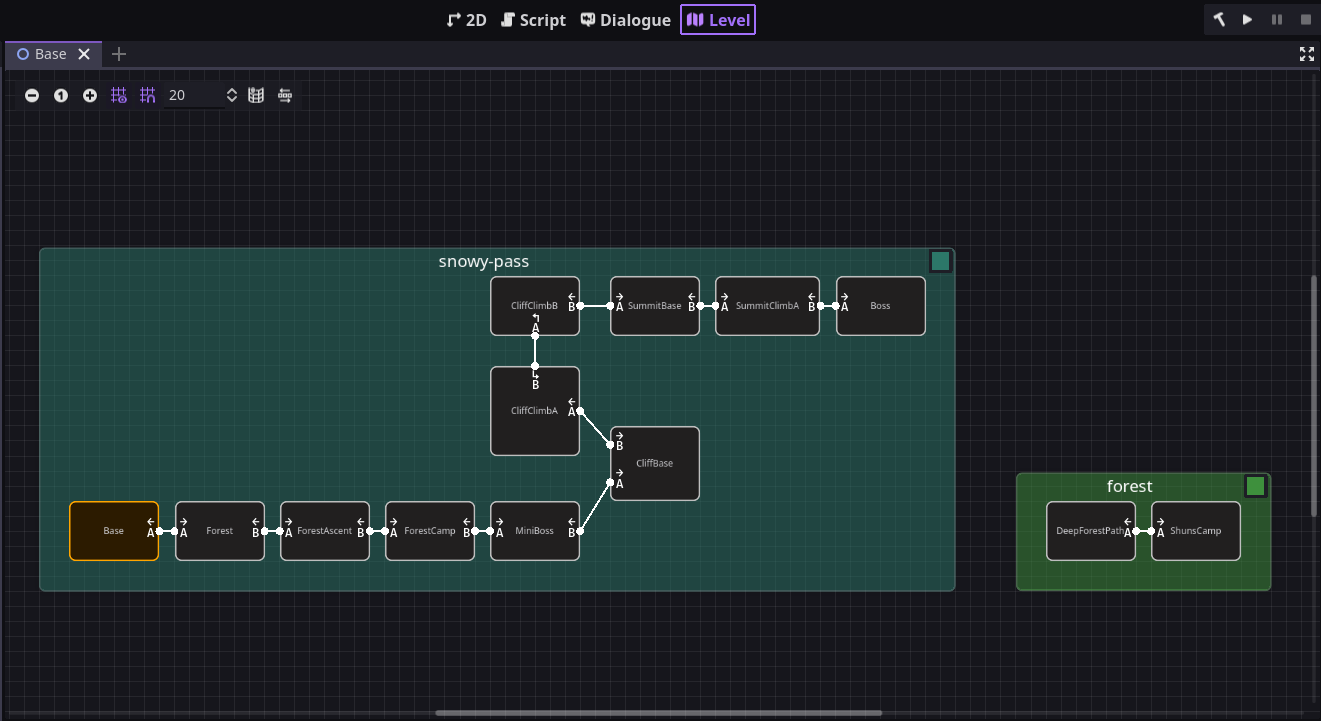 2D Script Dialogue Level
Base
1 20
snowy-pass
CliffClimbB B A
A SummitBase B
A SummitClimbA B
A Boss
B CliffClimbA A
B CliffBase A
forest
Base A
A Forest B
A ForestAscent B
A ForestCamp B
A MiniBoss B
DeepForestPath A
A ShunsCamp